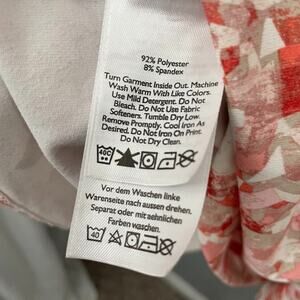 92% Polyester
8% Spandex
Turn Garment Inside Out. Machine
Wash Warm With Like Colors.
Use Mild Detergent. Do Not
Bleach. Do Not Use Fabric
Softeners. Tumble Dry Low.
Remove Promptly. Cool Iron As
Desired. Do Not Iron On Print.
Do Not Dry Clean.
40C
Vor dem Waschen linke
Warenseite nach aussen drehen.
Separat oder mit aehnlichen
Farben waschen.
40